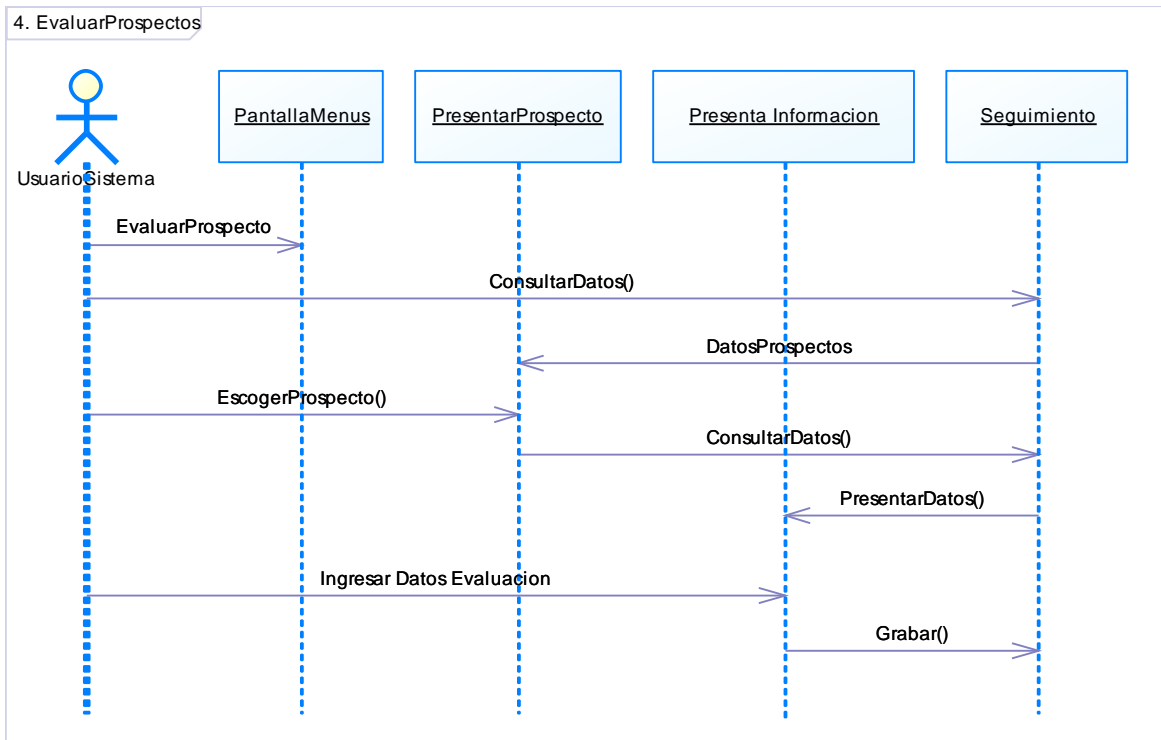 4. EvaluarProspectos
PantallaMenus
PresentarProspecto
Presenta Informacion
Seguimiento
UsuarioSistema
EvaluarProspecto
ConsultarDatos()
DatosProspectos
EscogerProspecto()
ConsultarDatos()
PresentarDatos()
Ingresar Datos Evaluacion
Grabar()